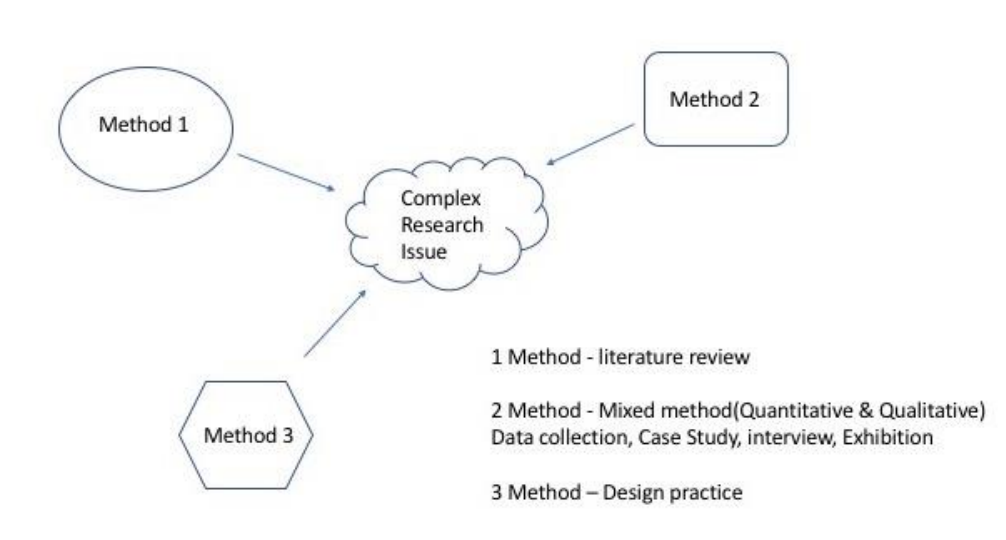 Method 1
Method 2
Complex
Research
Issue
Method 3
1 Method - literature review
2 Method - Mixed method(Quantitative & Qualitative)
Data collection, Case Study, interview, Exhibition
3 Method – Design practice